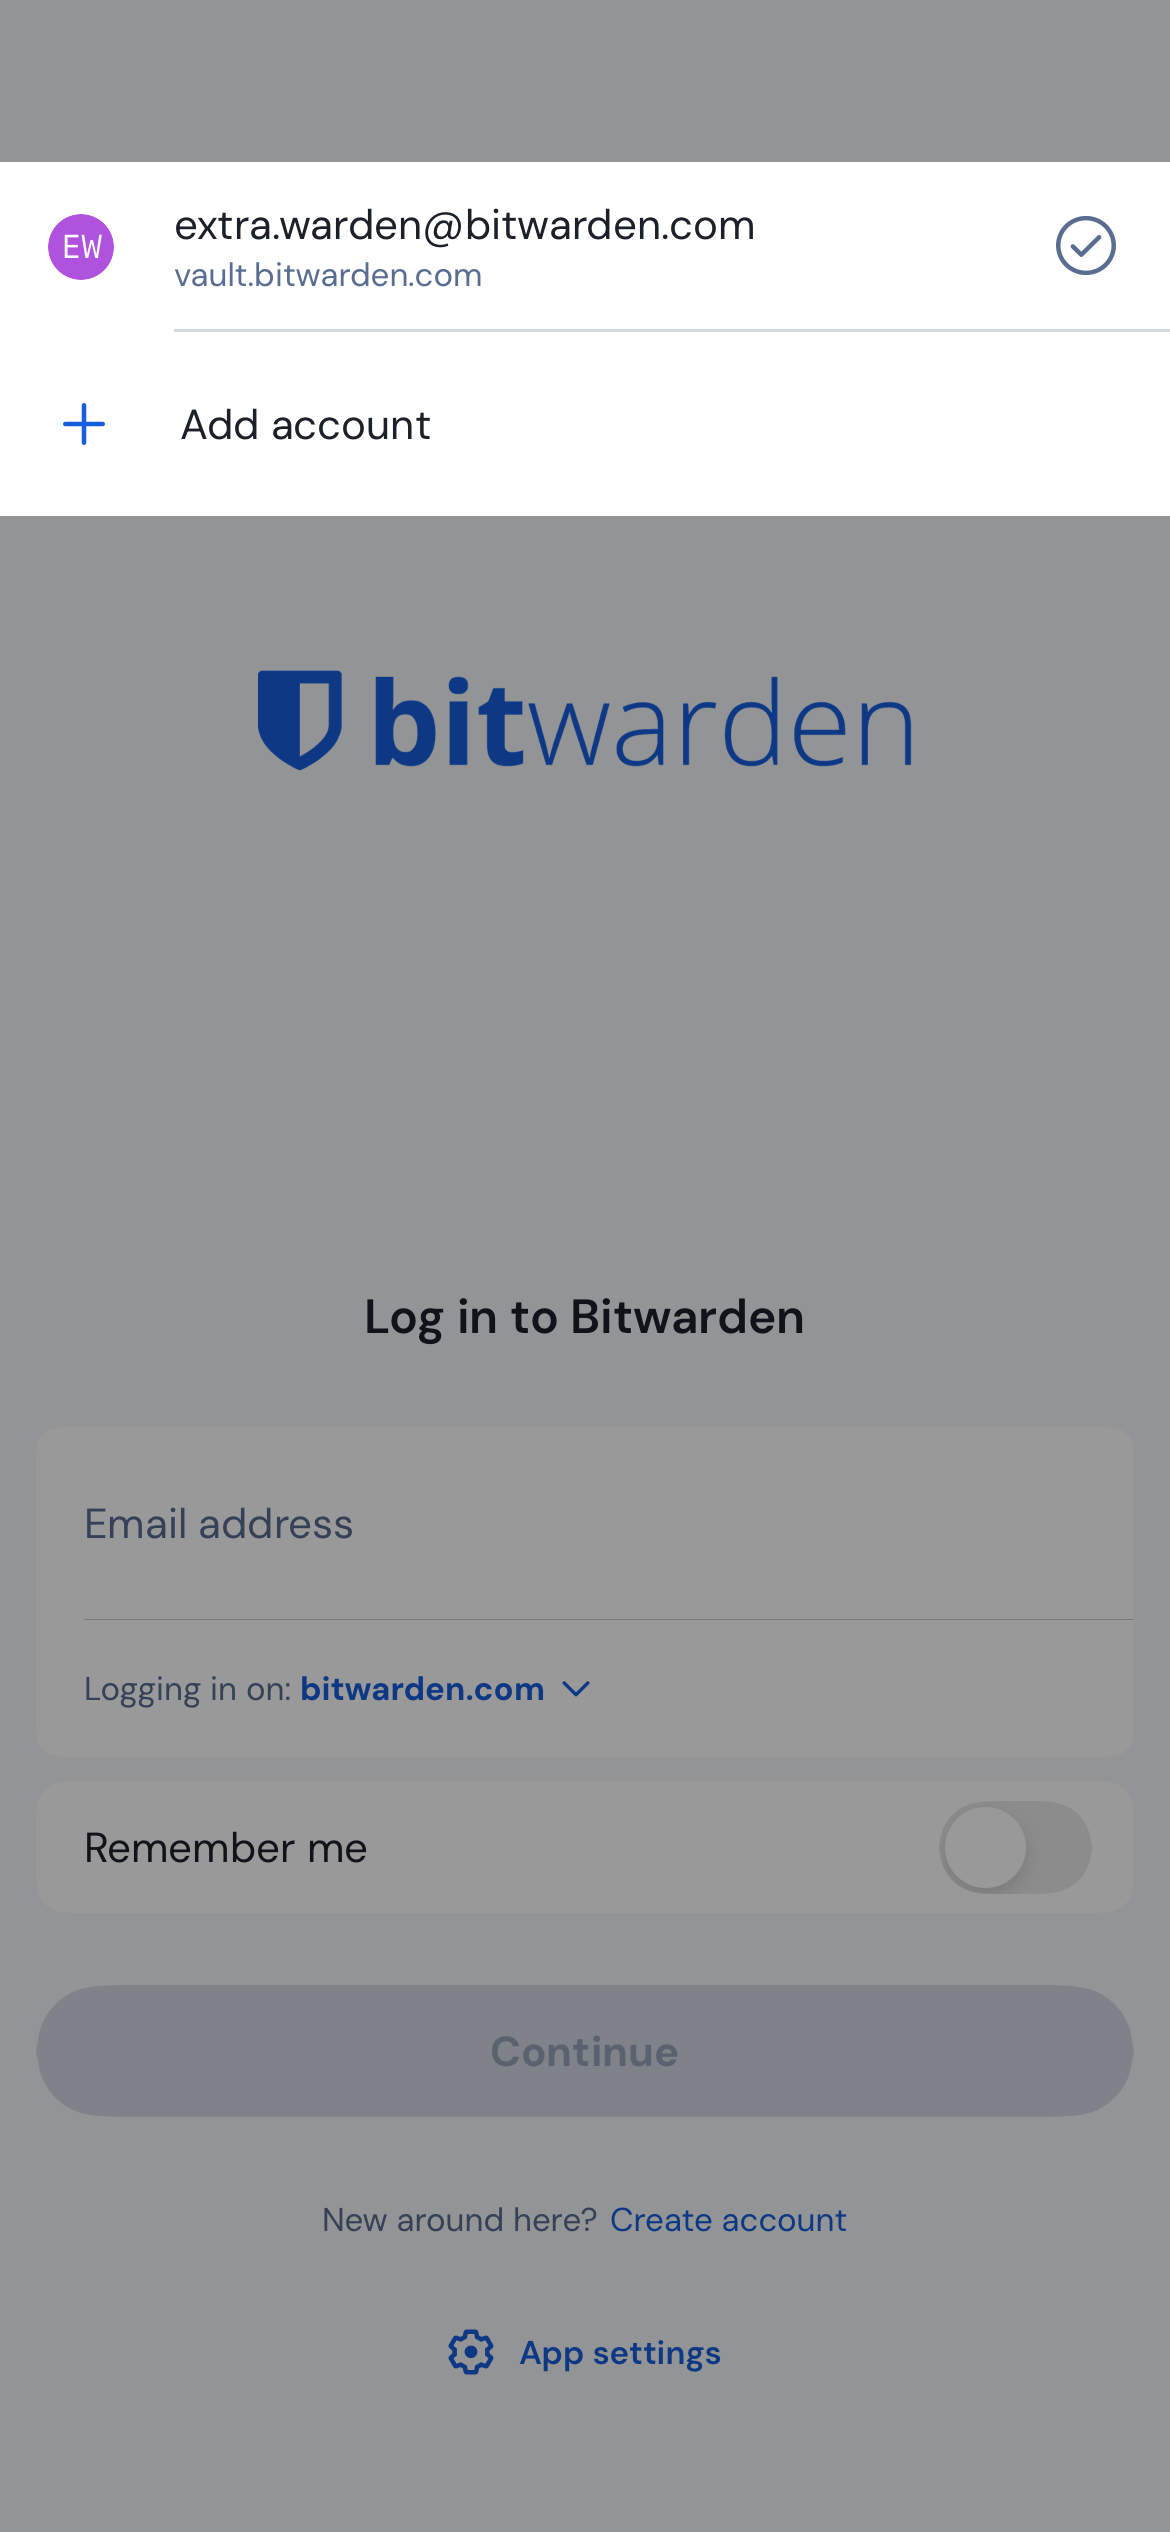 EW
extra.warden@bitwarden.com
vault.bitwarden.com
Add account
bitwarden
Log in to Bitwarden
Email address
Logging in on: bitwarden.com
Remember me
Continue
New around here? Create account
App settings